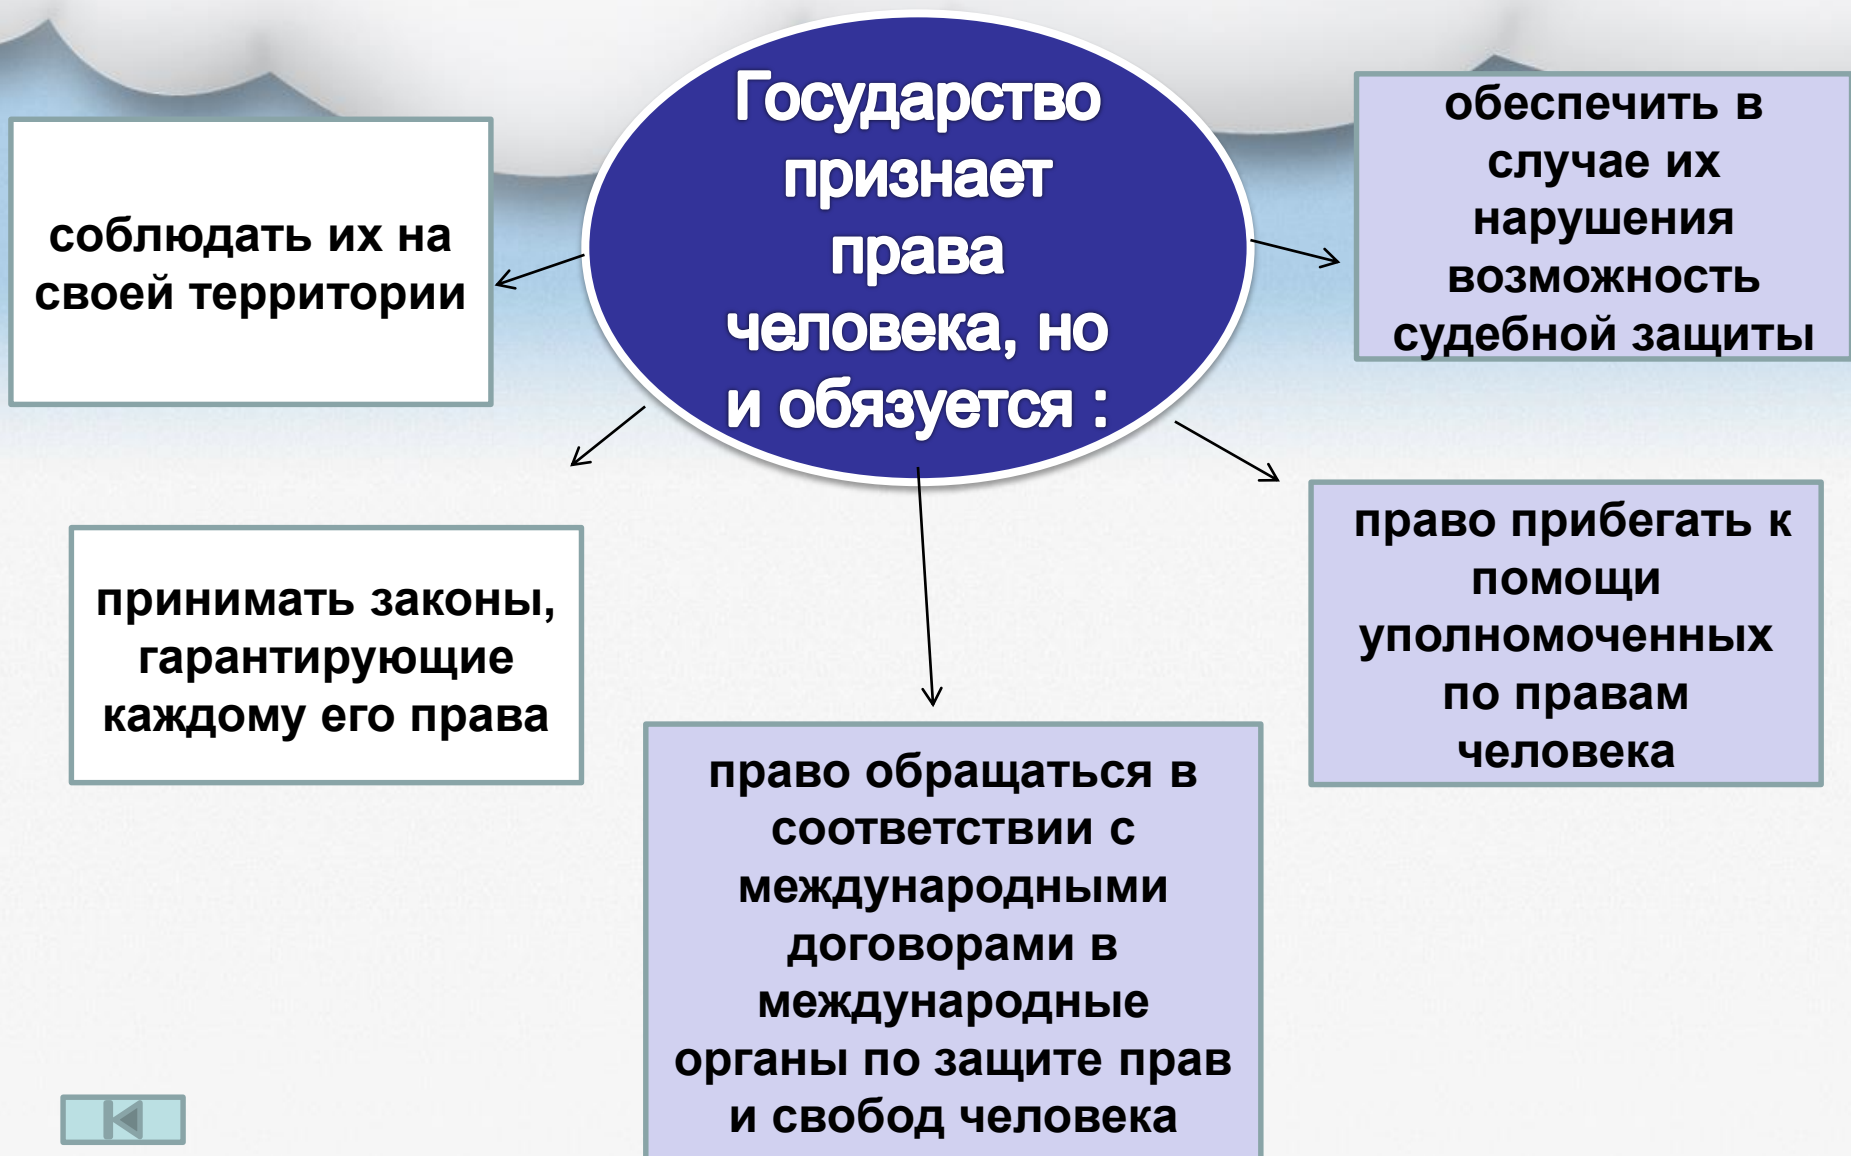 Государство
признает
права
человека, но
и обязуется :
соблюдать их на
своей территории
обеспечить в
случае их
нарушения
возможность
судебной защиты
принимать законы,
гарантирующие
каждому его права
право прибегать к
помощи
уполномоченных
по правам
человека
право обращаться в
соответствии с
международными
договорами в
международные
органы по защите прав
и свобод человека